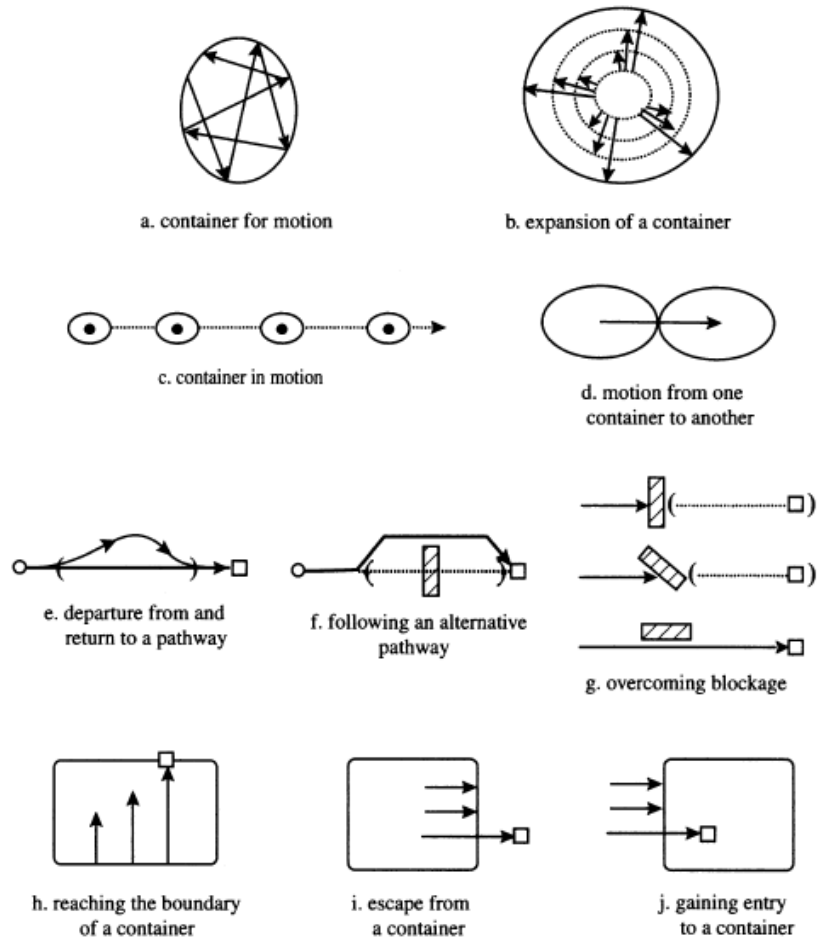 a. container for motion
b. expansion of a container
c. container in motion
d. motion from one
container to another
e. departure from and
return to a pathway
f. following an alternative
pathway
g. overcoming blockage
h. reaching the boundary
of a container
i. escape from
a container
j. gaining entry
to a container